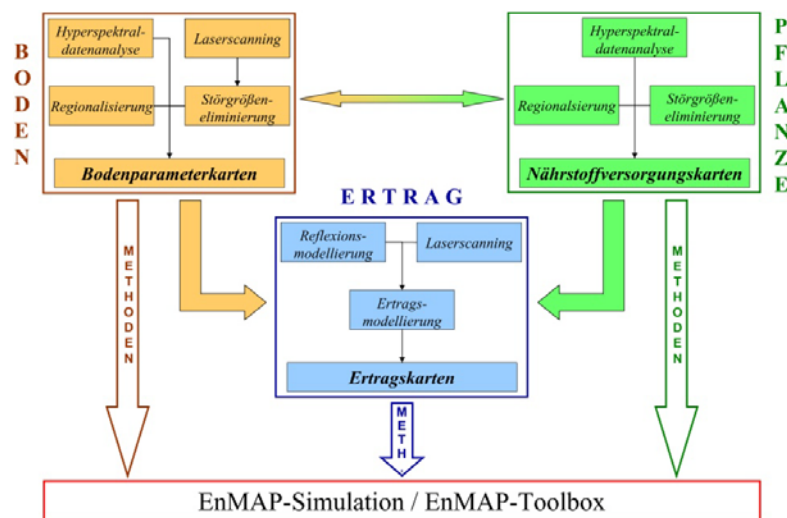 BODEN
Hyperspektral-
datenanalyse
Laserscanning
Regionalisierung
Störgrößen-
eliminierung
Bodenparameterkarten
PFLANZE
Hyperspektral-
datenanalyse
Regionalsierung
Störgrößen-
eliminierung
Nährstoffversorgungskarten
ERTRAG
Reflexions-
modellierung
Laserscanning
Ertrags-
modellierung
Ertragskarten
METHODEN
METH.
METHODEN
EnMAP-Simulation / EnMAP-Toolbox